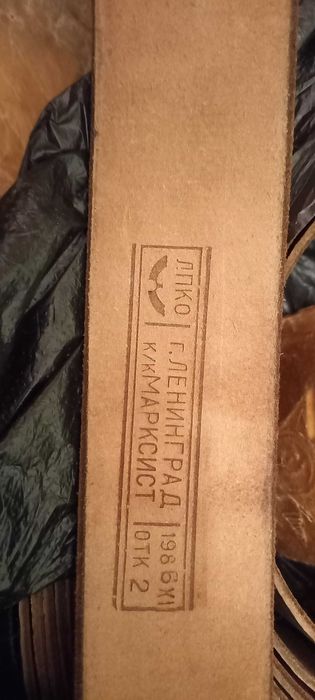 ЛПКО г. ЛЕНИНГРАД 1986 XI
к/к МАРКСИСТ ОТК 2